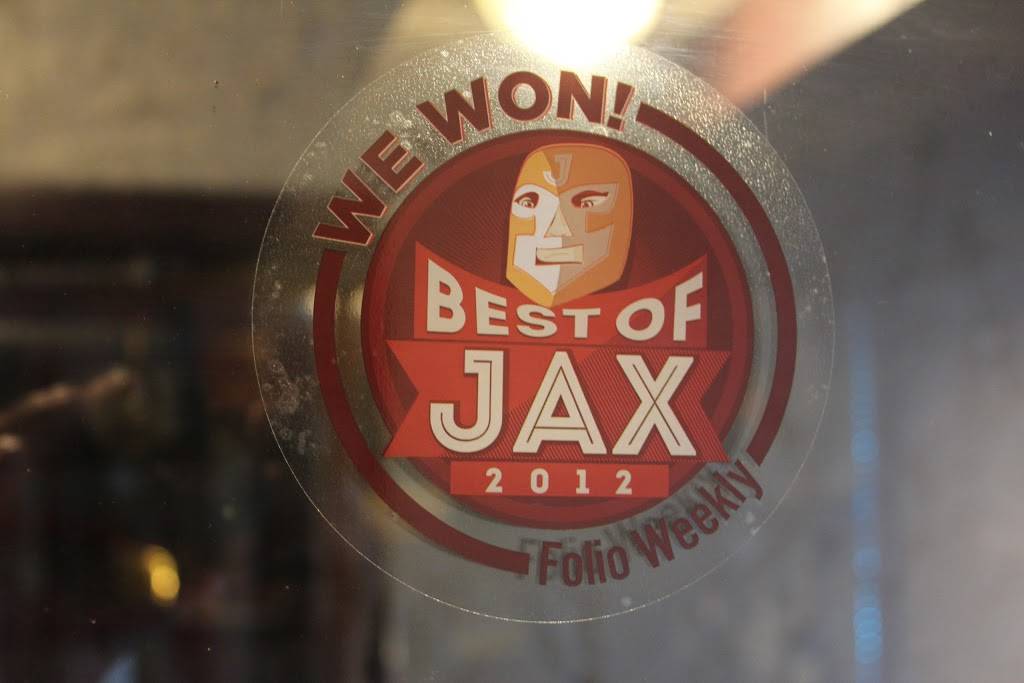 WE WON!
J
BEST OF
JAX
2012
Folio Weekly